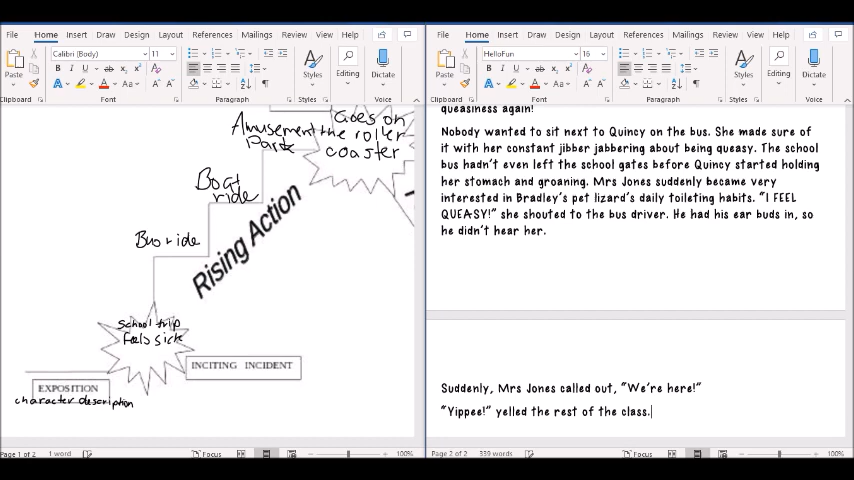 File Home Insert Draw Design Layout References Mailings Review View Help
File Home Insert Draw Design Layout References Mailings Review View Help
Calibri (Body) 11
HelloFun 16
Paste Styles Editing Dictate
Paste Styles Editing Dictate
Clipboard Font Paragraph Styles Voice
Clipboard Font Paragraph Styles Voice
Goes on
the roller
coaster
Amusement
Park
Boat
ride
Bus ride
Rising Action
School trip
Feels sick
INCITING INCIDENT
EXPOSITION
character description
queasiness again!
Nobody wanted to sit next to Quincy on the bus. She made sure of
it with her constant jibber jabbering about being queasy. The school
bus hadn't even left the school gates before Quincy started holding
her stomach and groaning. Mrs Jones suddenly became very
interested in Bradley's pet lizard's daily toileting habits. "I FEEL
QUEASY!" she shouted to the bus driver. He had his ear buds in, so
he didn't hear her.
Suddenly, Mrs Jones called out, "We're here!"
"Yippee!" yelled the rest of the class.
Page 1 of 2 1 word Focus 100%
Page 2 of 2 339 words Focus 100%